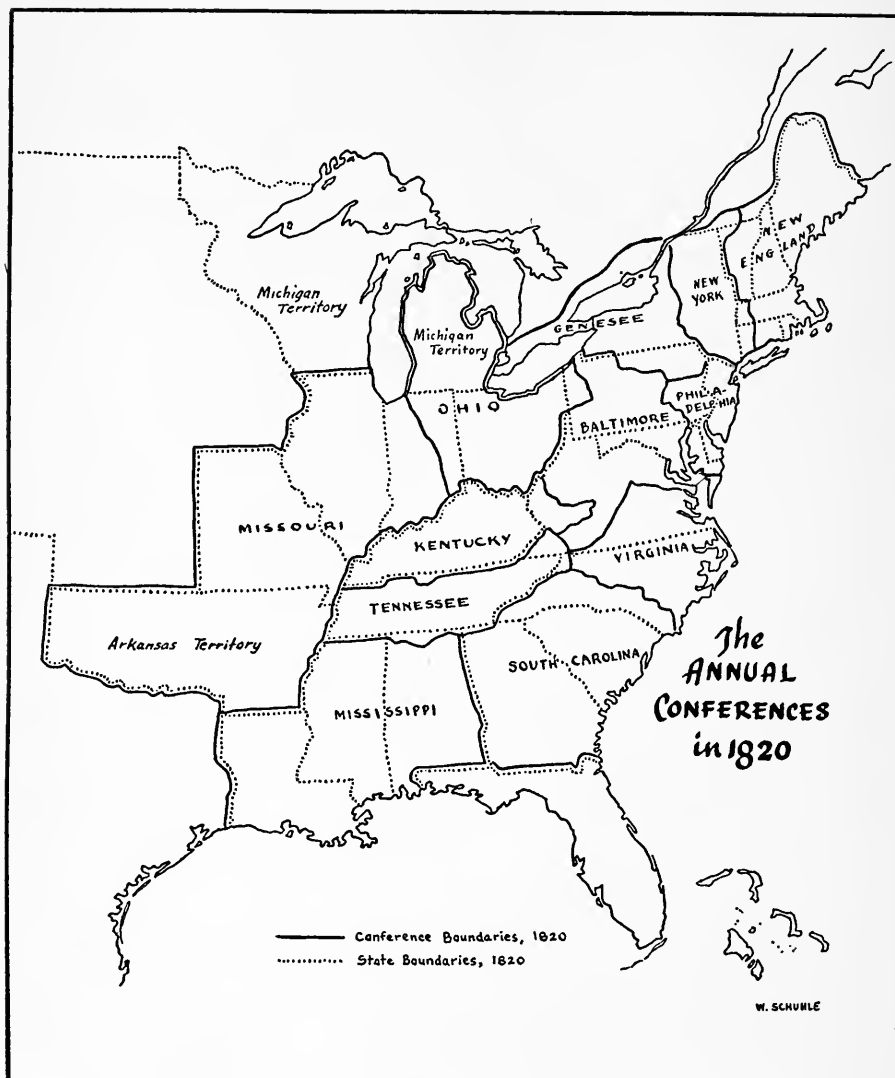 Michigan
Territory
Michigan
Territory
GENESEE
NEW
YORK
NEW
ENGLAND
OHIO
BALTIMORE
PHILA-
DELPHIA
MISSOURI
KENTUCKY
VIRGINIA
TENNESSEE
Arkansas Territory
SOUTH CAROLINA
MISSISSIPPI
The
ANNUAL
CONFERENCES
in 1820
Conference Boundaries, 1820
State Boundaries, 1820
W. SCHUHLE